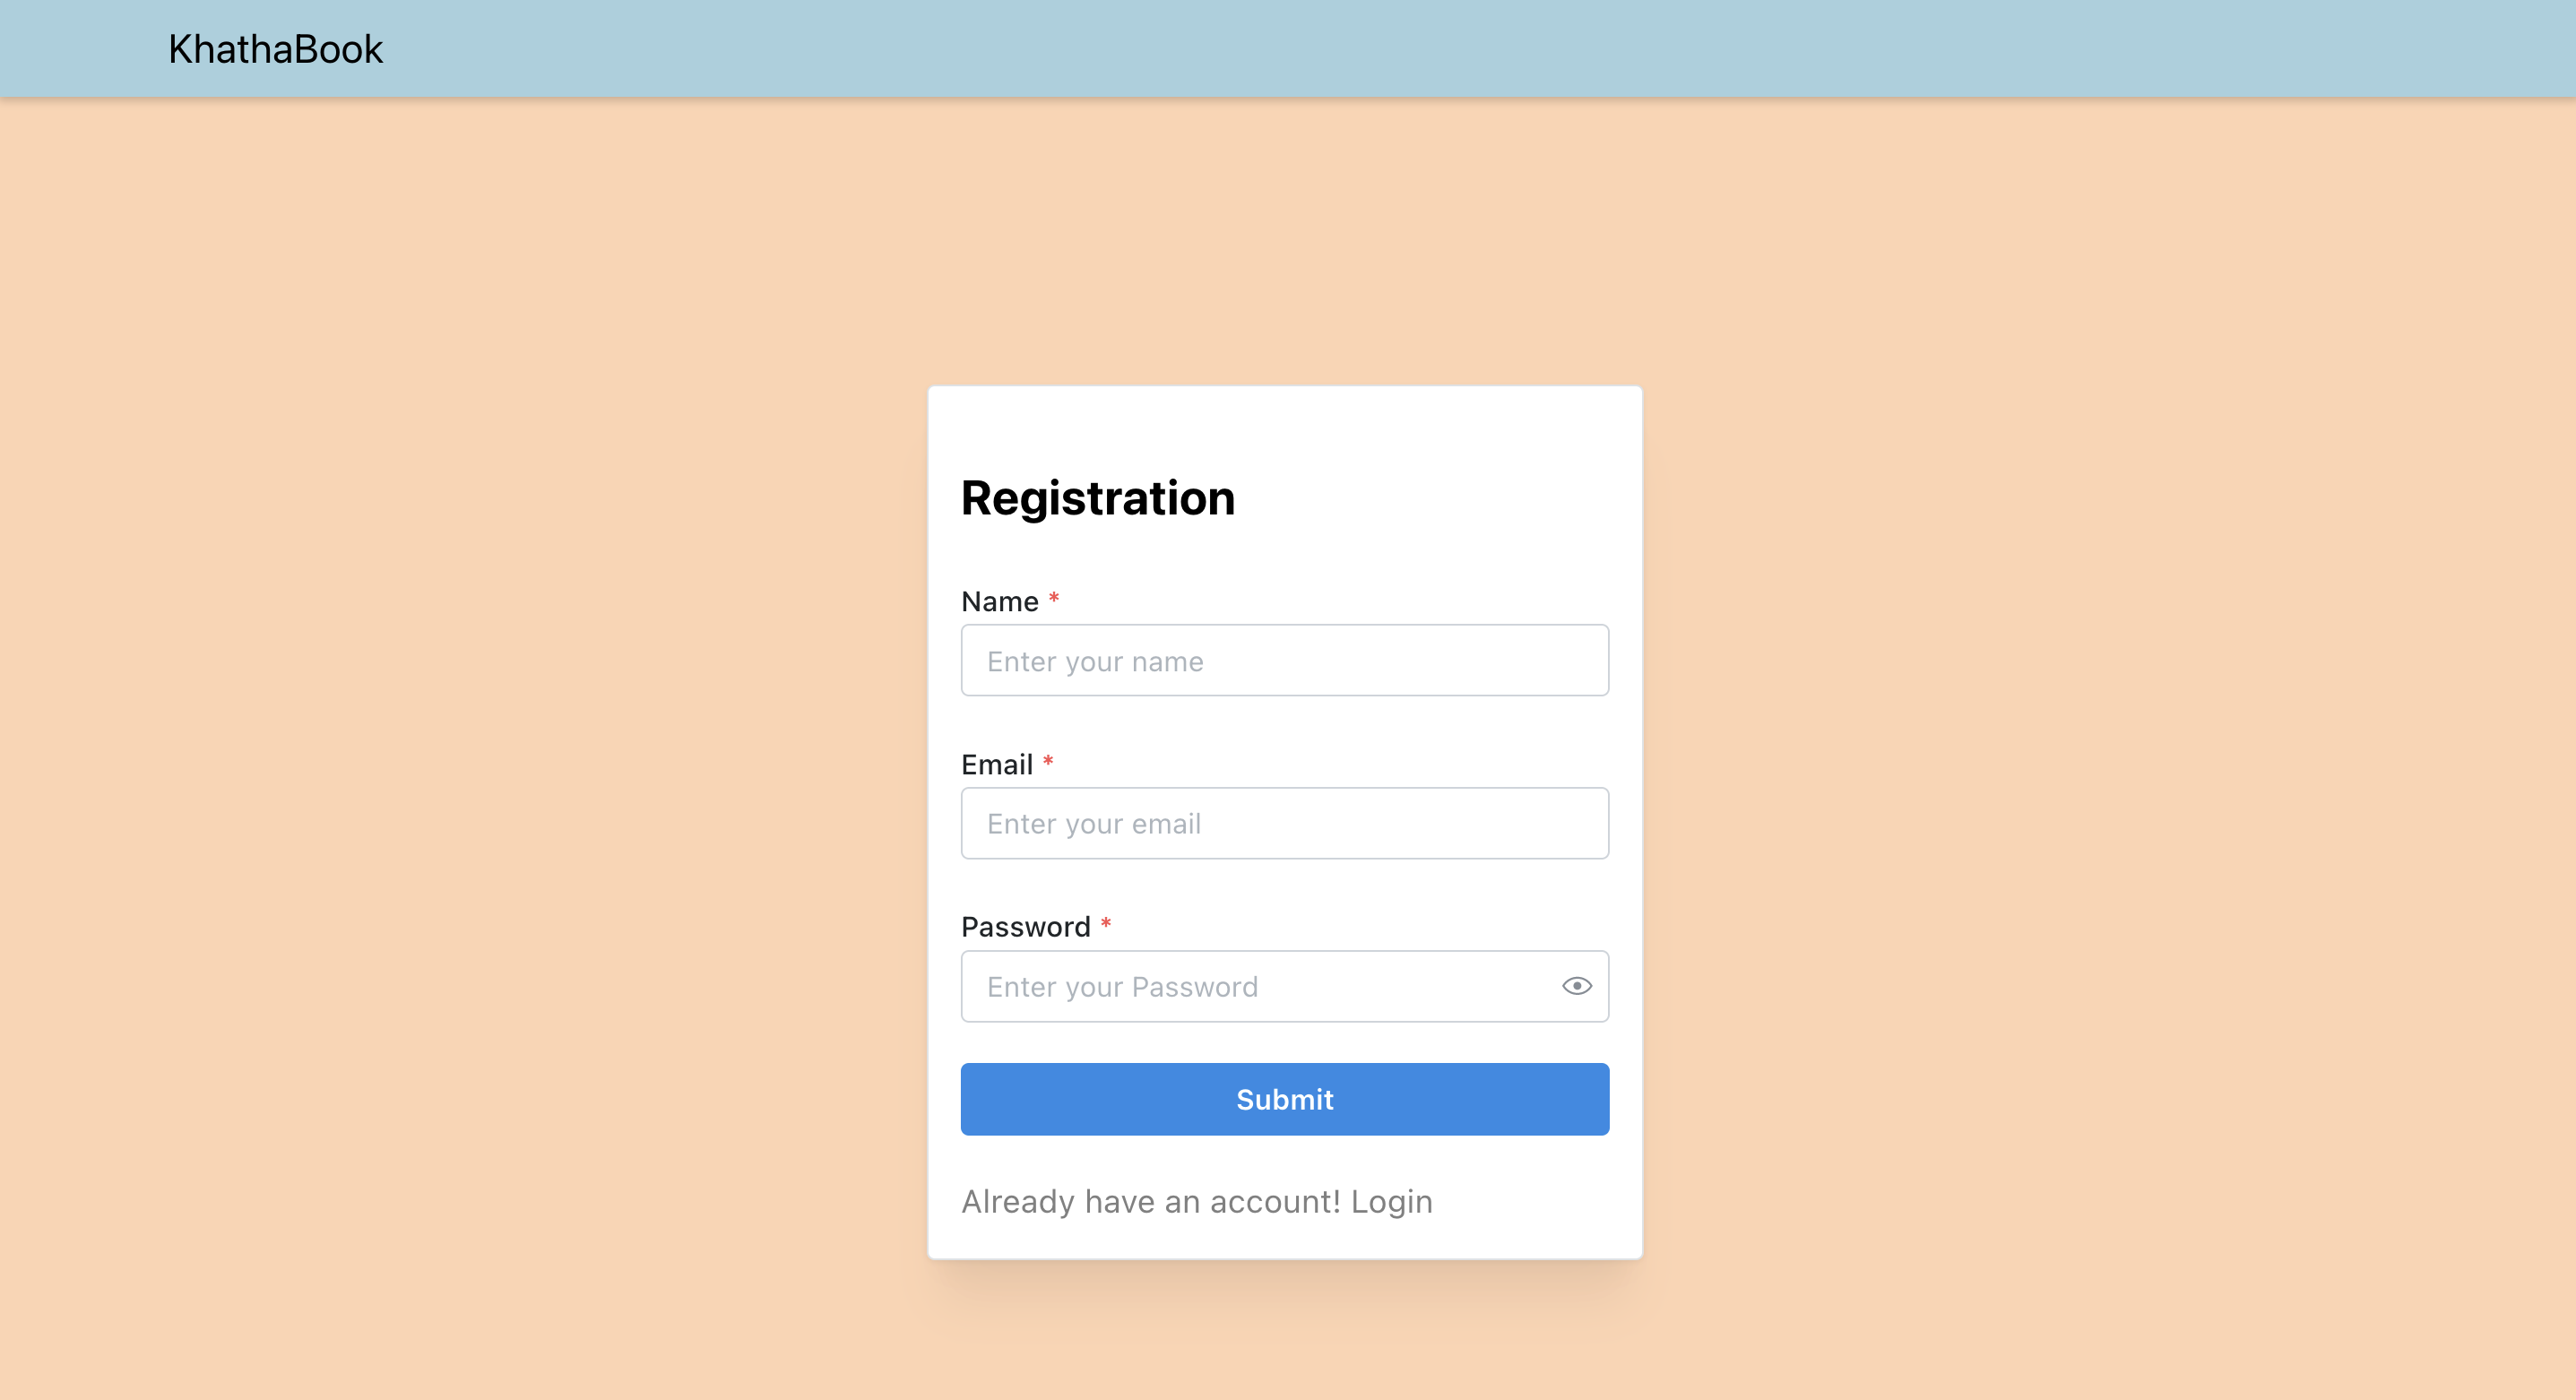 KhathaBook
Registration
Name *
Enter your name
Email *
Enter your email
Password *
Enter your Password
Submit
Already have an account! Login